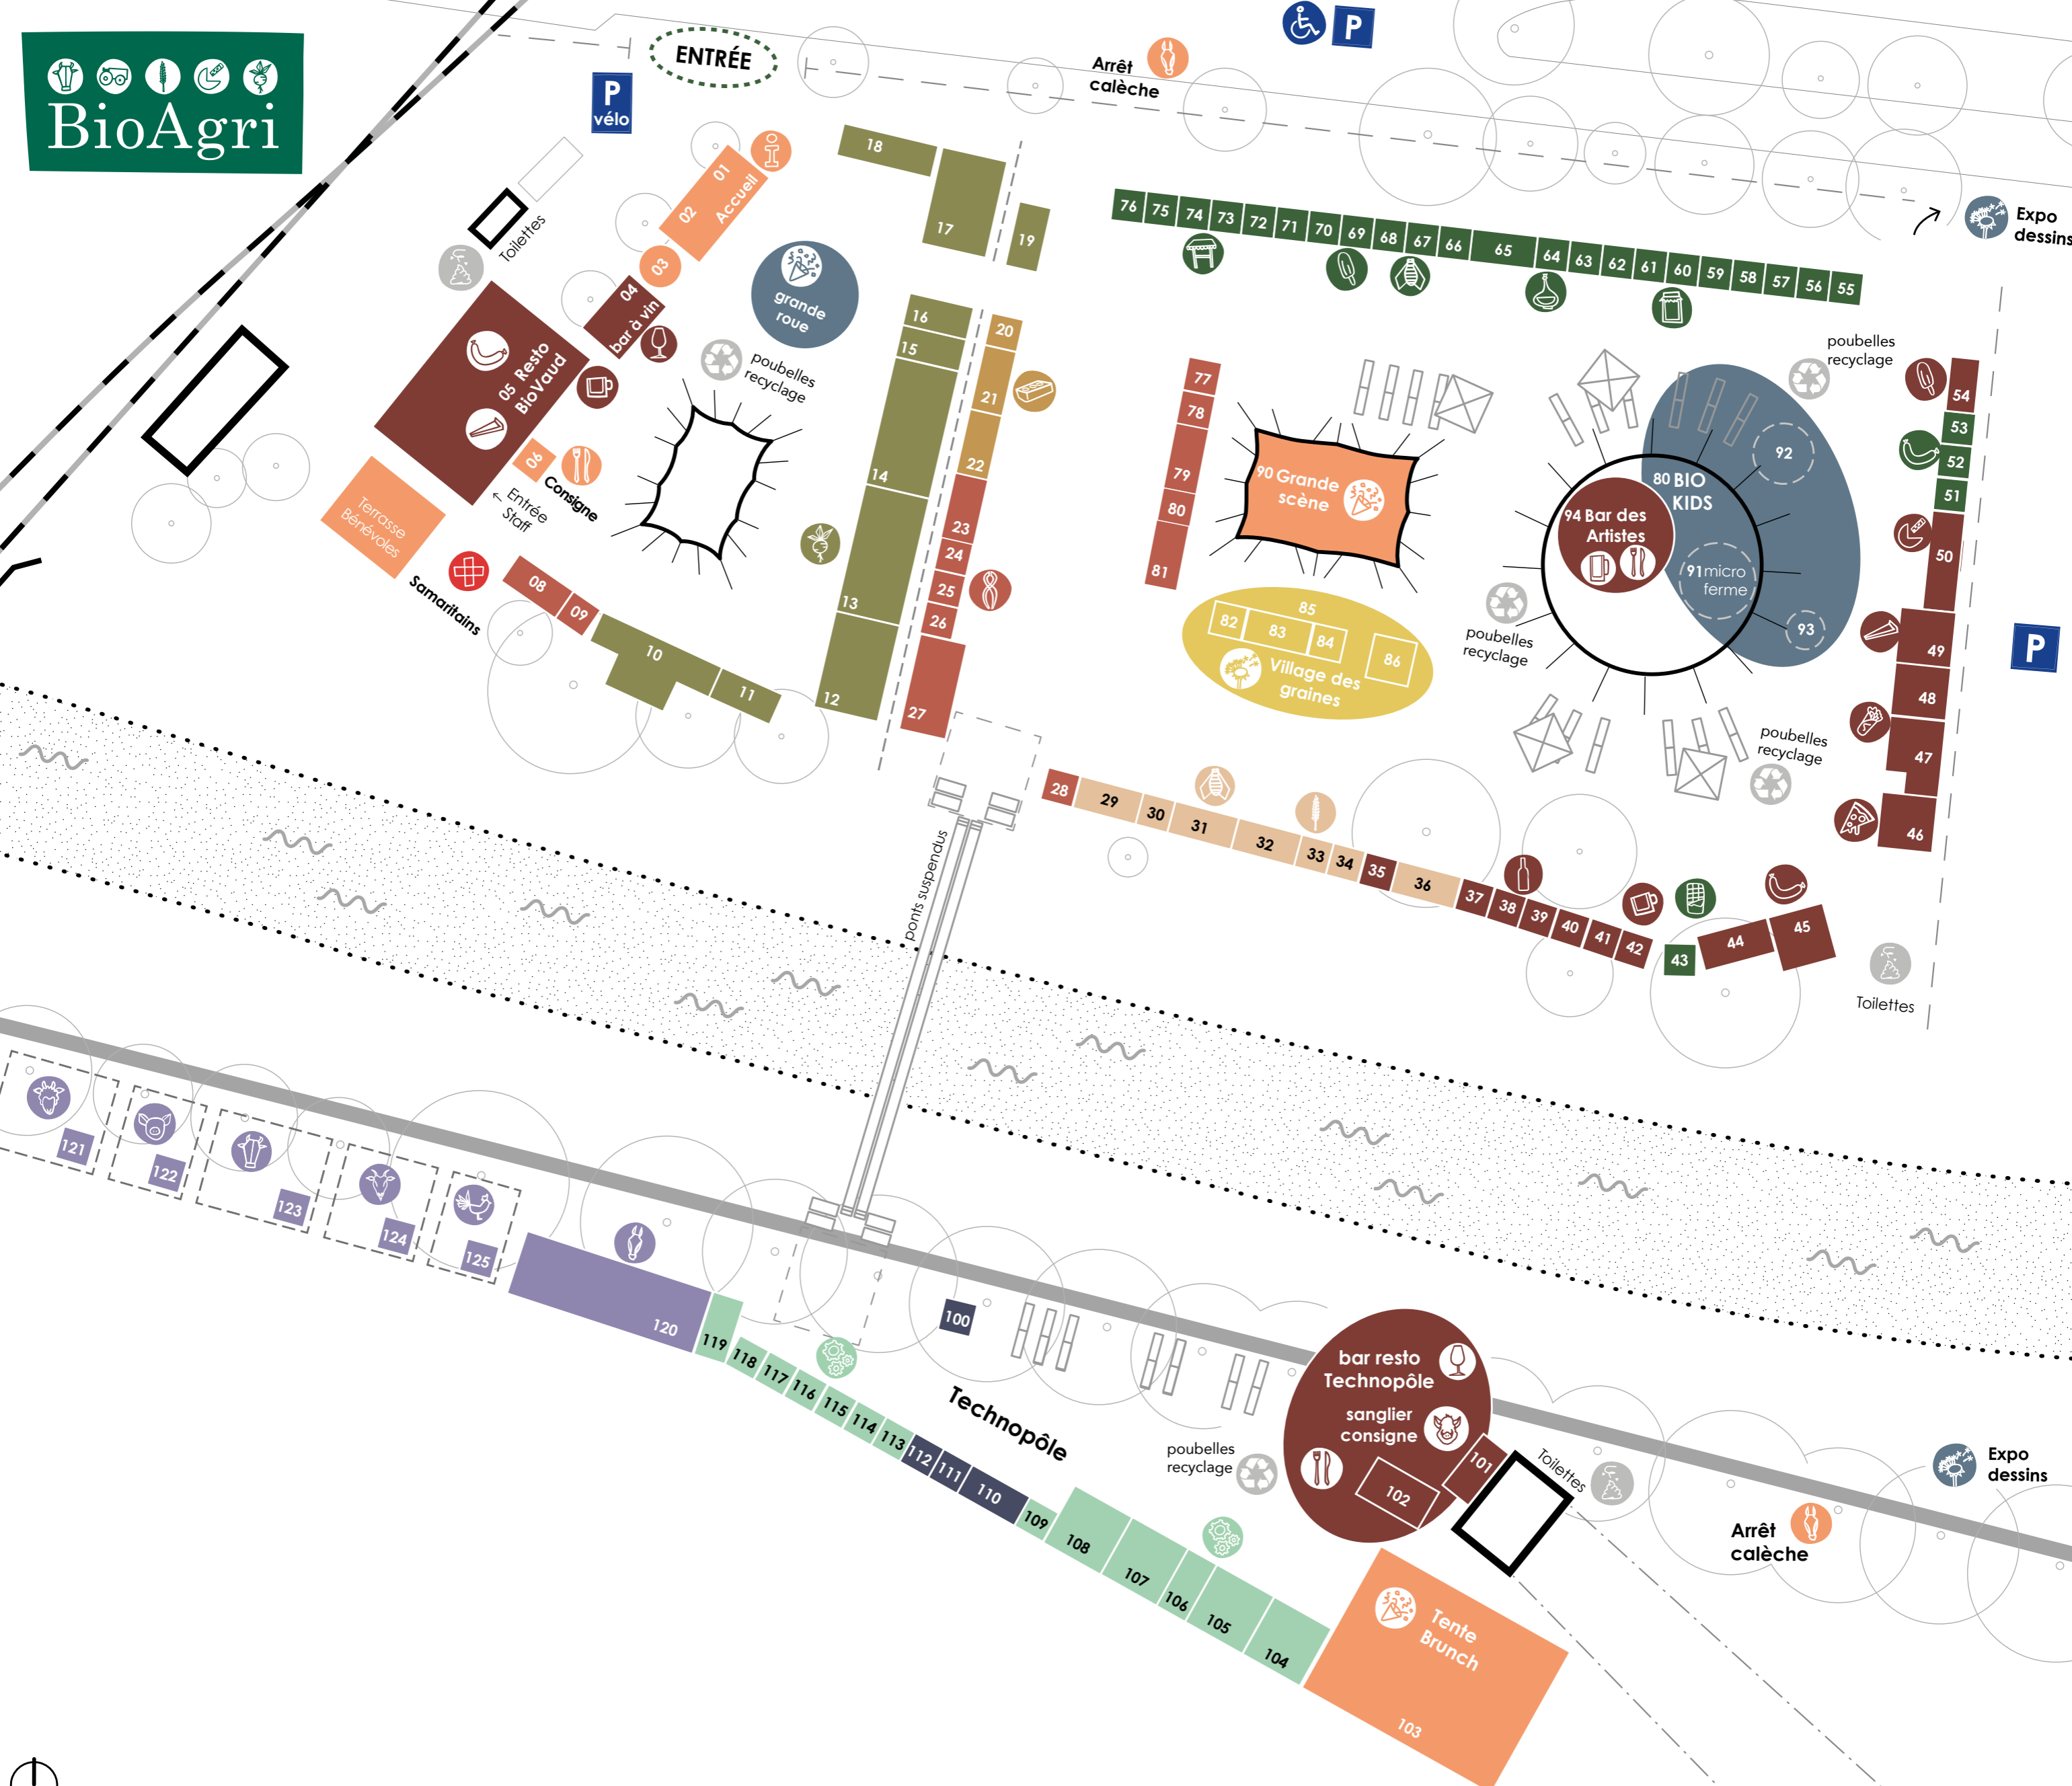 BioAgri
ENTRÉE
P
vélo
Arrêt
calèche
P
Expo
dessins
01
Accueil
02
03
Toilettes
04
bar à vin
05 Resto
BioVaud
06
Consigne
← Entrée
Staff
Terrasse
Bénévoles
Samaritains
08
09
10
11
grande
roue
poubelles
recyclage
18
17
19
16
15
14
13
12
20
21
22
23
24
25
26
27
76
75
74
73
72
71
70
69
68
67
66
65
64
63
62
61
60
59
58
57
56
55
77
78
79
80
81
90 Grande
scène
85
82
83
84
86
Village des
graines
80 BIO
KIDS
92
94 Bar des
Artistes
91 micro
ferme
93
poubelles
recyclage
poubelles
recyclage
poubelles
recyclage
54
53
52
51
50
49
48
47
46
P
28
29
30
31
32
33
34
35
36
37
38
39
40
41
42
43
44
45
Toilettes
ponts suspendus
121
122
123
124
125
120
119
118
117
116
115
114
113
112
111
110
109
108
107
106
105
104
100
Technopôle
poubelles
recyclage
bar resto
Technopôle
sanglier
consigne
101
102
Toilettes
Tente
Brunch
103
Arrêt
calèche
Expo
dessins